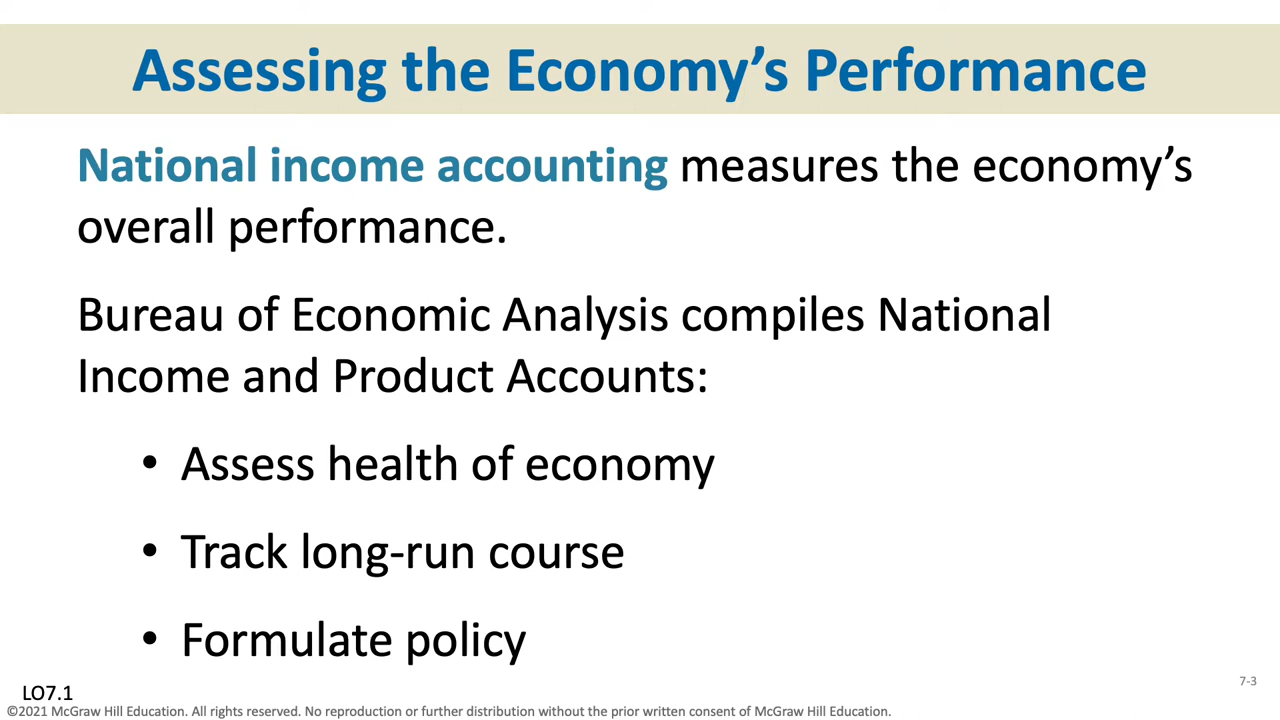 Assessing the Economy’s Performance
National income accounting measures the economy’s
overall performance.
Bureau of Economic Analysis compiles National
Income and Product Accounts:
• Assess health of economy
• Track long-run course
• Formulate policy
7-3
LO7.1
©2021 McGraw Hill Education. All rights reserved. No reproduction or further distribution without the prior written consent of McGraw Hill Education.